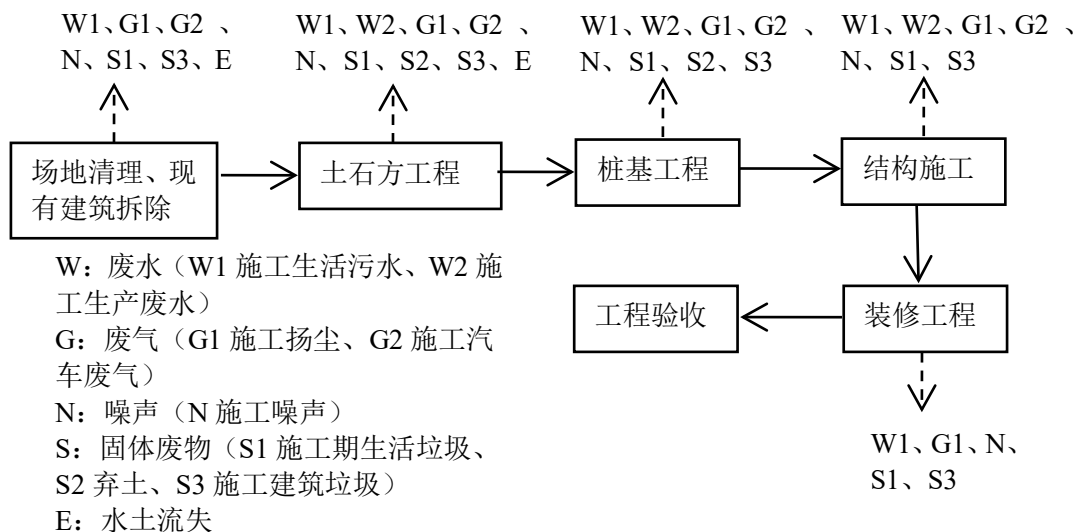 W1、G1、G2 、
N、S1、S3、E
W1、W2、G1、G2 、
N、S1、S2、S3、E
W1、W2、G1、G2 、
N、S1、S2、S3
W1、W2、G1、G2 、
N、S1、S3
场地清理、现
有建筑拆除
土石方工程
桩基工程
结构施工
W：废水（W1 施工生活污水、W2 施
工生产废水）
G：废气（G1 施工扬尘、G2 施工汽
车废气）
N：噪声（N 施工噪声）
S：固体废物（S1 施工期生活垃圾、
S2 弃土、S3 施工建筑垃圾）
E：水土流失
工程验收
装修工程
W1、G1、N、
S1、S3